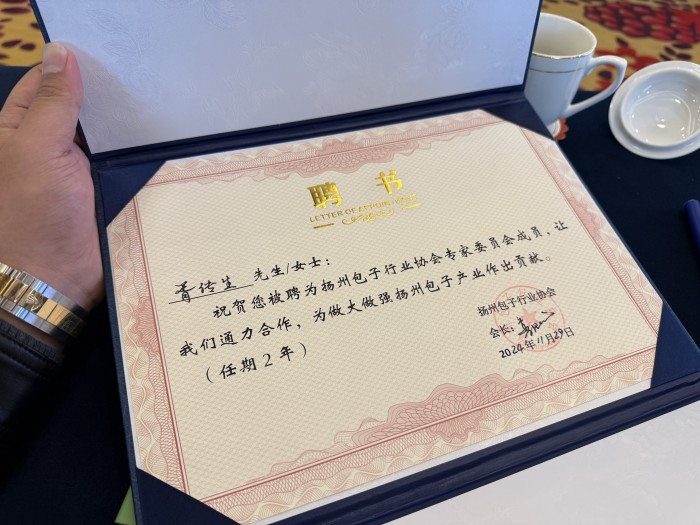 聘书
LETTER OF APPOINTMENT
先生/女士：
祝贺您被聘为扬州包子行业协会专家委员会成员，让
我们通力合作，为做大做强扬州包子产业作出贡献。
（任期2年）
扬州包子行业协会
会长：
2024年11月29日